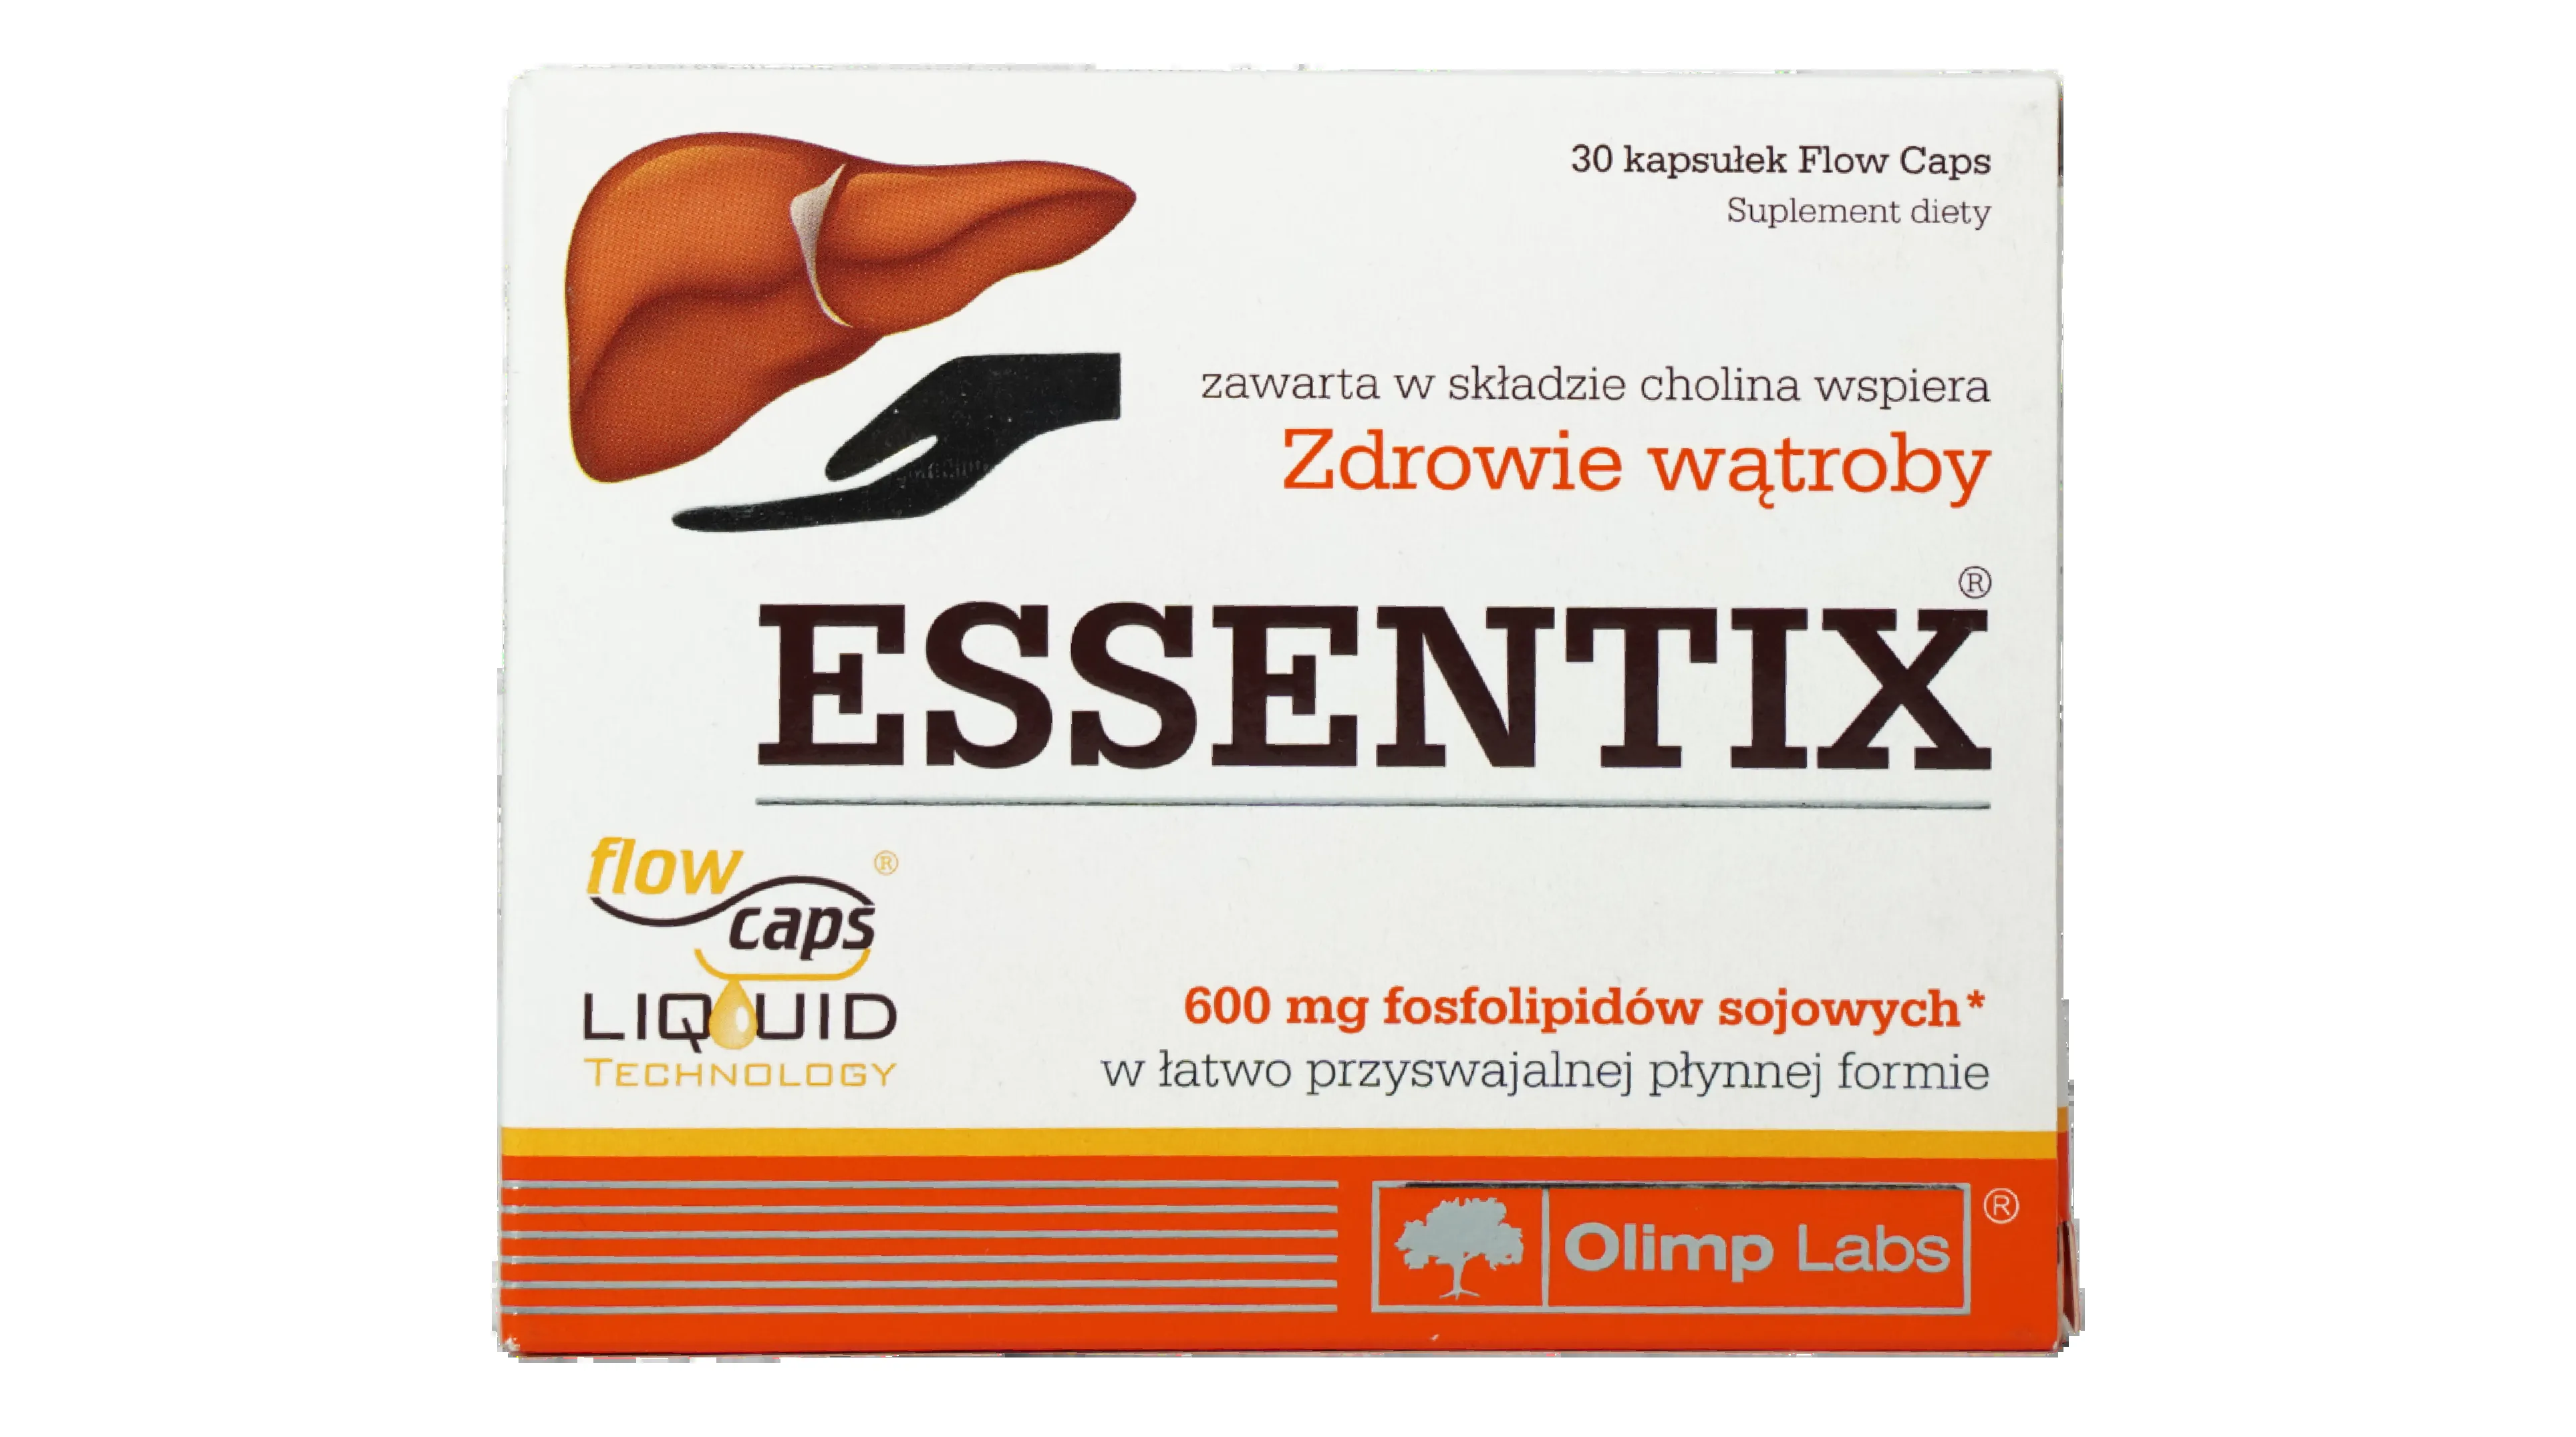 30 kapsułek Flow Caps
Suplement diety
zawarta w składzie cholina wspiera
Zdrowie wątroby
ESSENTIX®
flow caps®
LIQUID
TECHNOLOGY
600 mg fosfolipidów sojowych*
w łatwo przyswajalnej płynnej formie
Olimp Labs®